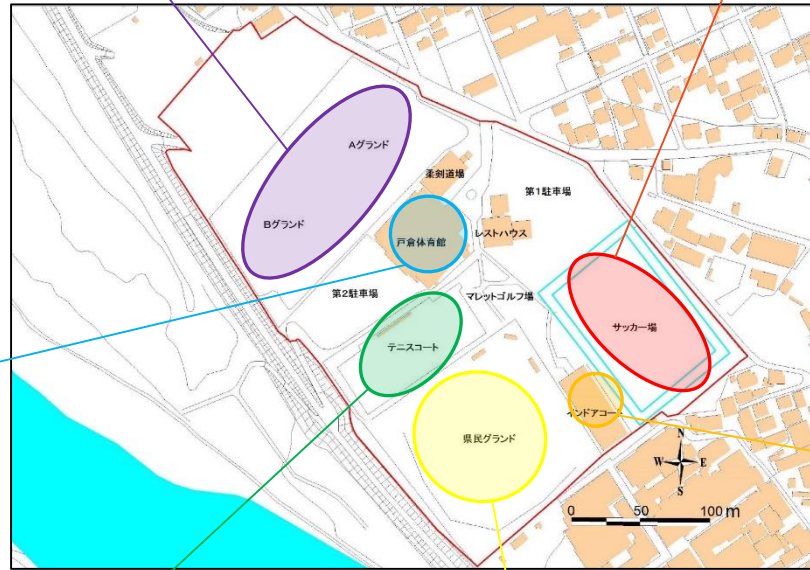 Aグランド
柔剣道場
第1駐車場
Bグランド
戸倉体育館
レストハウス
第2駐車場
マレットゴルフ場
サッカー場
テニスコート
インドアコート
県民グランド
N
W E
S
0 50 100 m